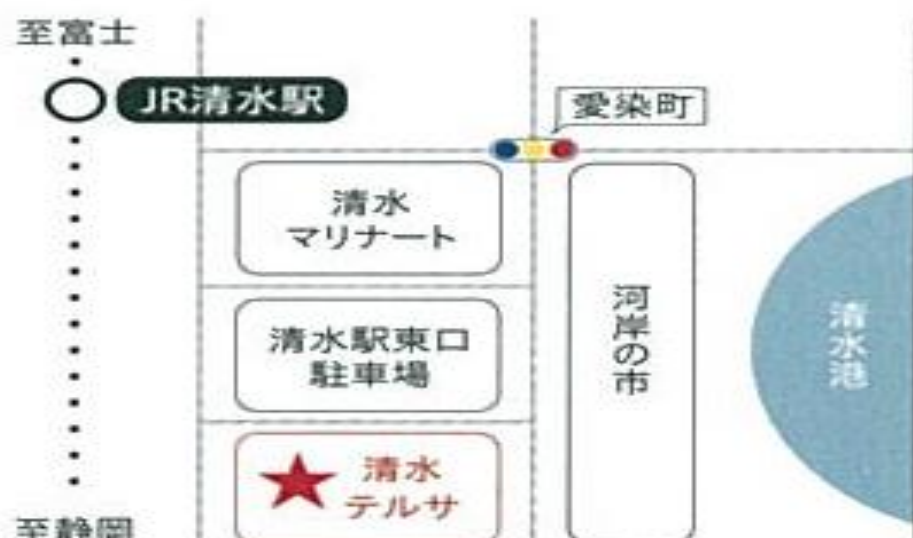 至富士
JR清水駅
愛染町
清水
マリナート
清水駅東口
駐車場
河岸の市
清水港
清水
テルサ
至静岡